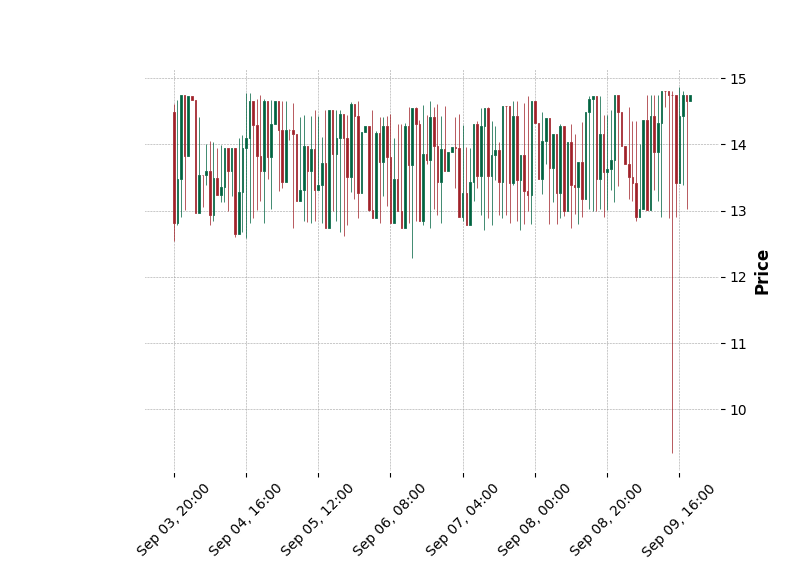 15
14
13
12
11
10
Price
Sep 03, 20:00
Sep 04, 16:00
Sep 05, 12:00
Sep 06, 08:00
Sep 07, 04:00
Sep 08, 00:00
Sep 08, 20:00
Sep 09, 16:00